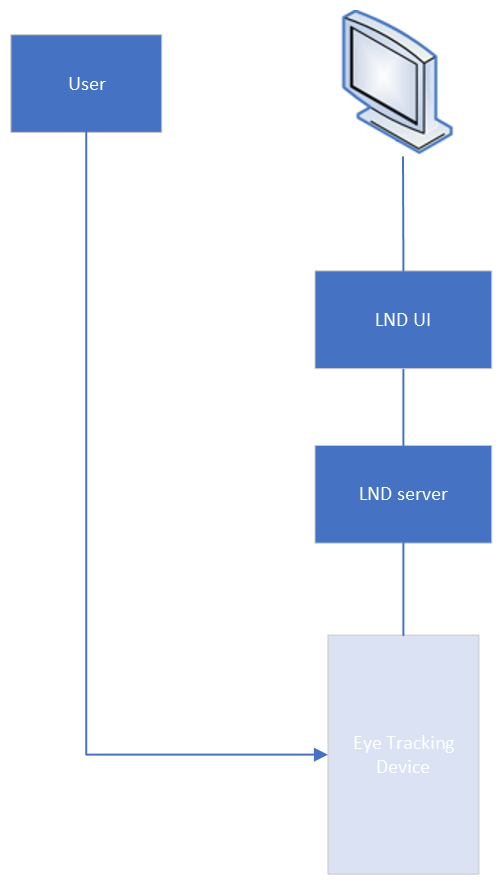 User
LND UI
LND server
Eye Tracking
Device